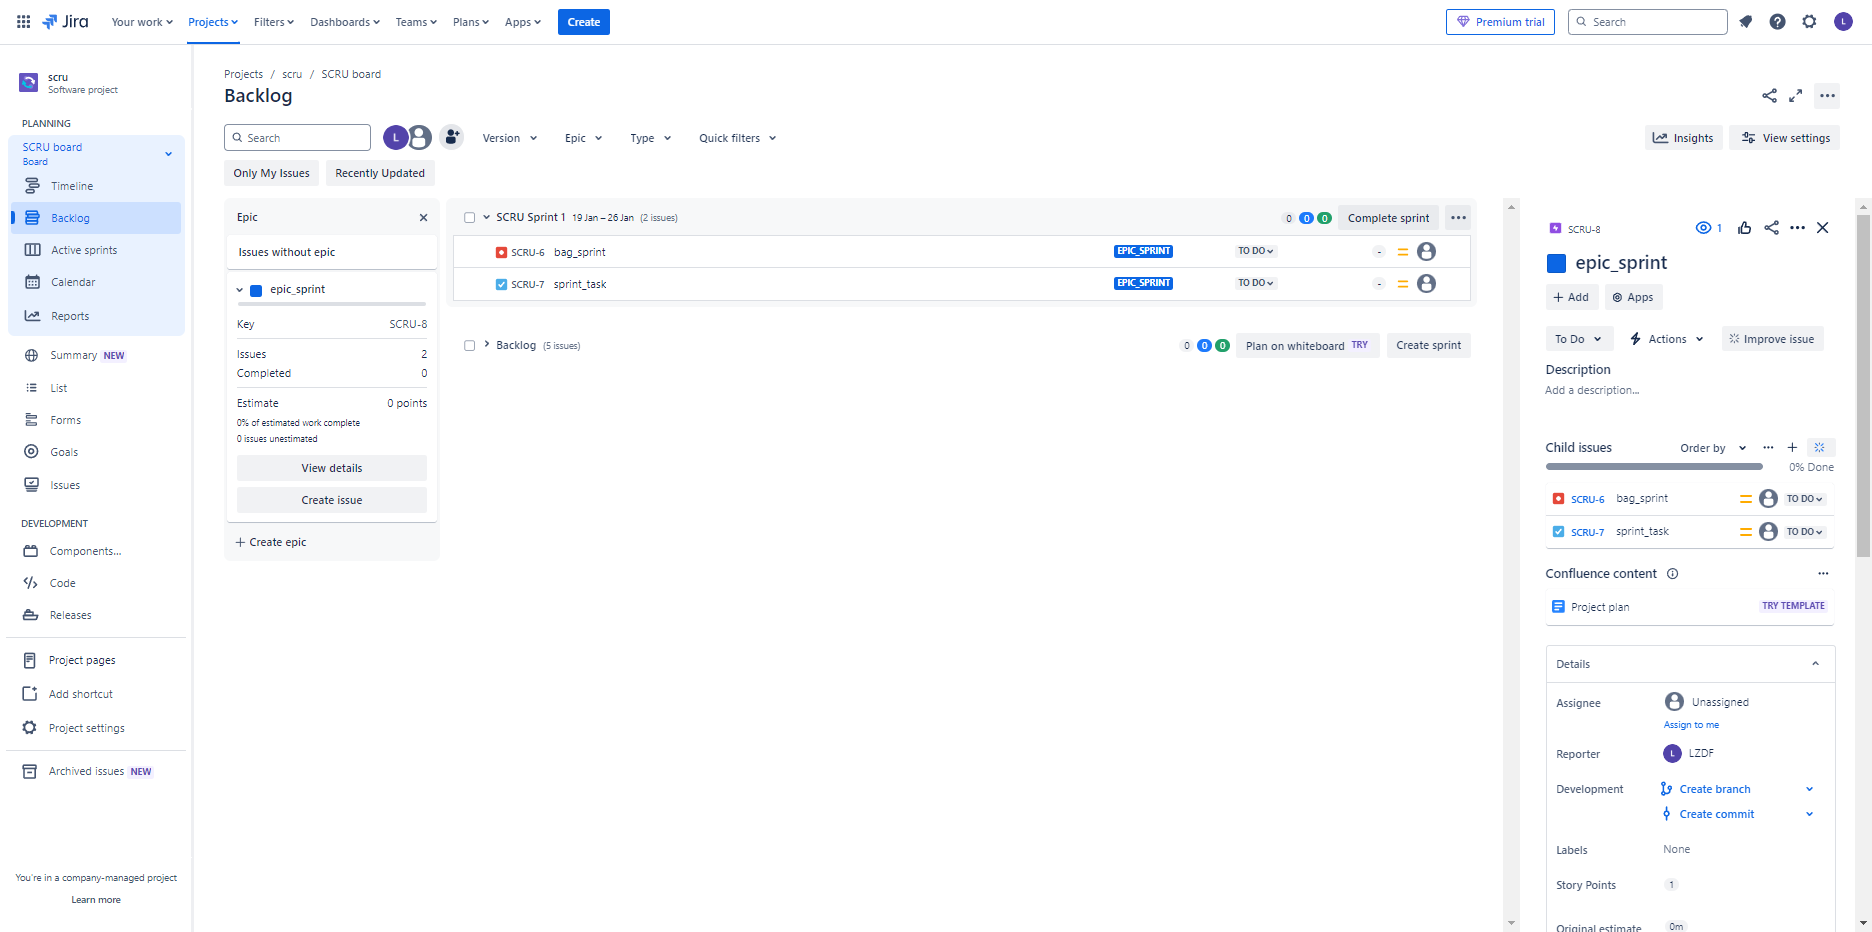 Jira
Your work
Projects
Filters
Dashboards
Teams
Plans
Apps
Create
Premium trial
Search
L
scru
Software project
PLANNING
SCRU board
Board
Timeline
Backlog
Active sprints
Calendar
Reports
Summary NEW
List
Forms
Goals
Issues
DEVELOPMENT
Components...
Code
Releases
Project pages
Add shortcut
Project settings
Archived issues NEW
You're in a company-managed project
Learn more
Projects / scru / SCRU board
Backlog
Search
L
Version
Epic
Type
Quick filters
Insights
View settings
Only My Issues
Recently Updated
Epic
Issues without epic
epic_sprint
Key SCRU-8
Issues 2
Completed 0
Estimate 0 points
0% of estimated work complete
0 issues unestimated
View details
Create issue
Create epic
SCRU Sprint 1 19 Jan – 26 Jan (2 issues) 0 0 0 Complete sprint
SCRU-6 bag_sprint EPIC_SPRINT TO DO -
SCRU-7 sprint_task EPIC_SPRINT TO DO -
Backlog (5 issues) 0 0 0 Plan on whiteboard TRY Create sprint
SCRU-8 1
epic_sprint
Add
Apps
To Do
Actions
Improve issue
Description
Add a description...
Child issues Order by
0% Done
SCRU-6 bag_sprint TO DO
SCRU-7 sprint_task TO DO
Confluence content
Project plan TRY TEMPLATE
Details
Assignee Unassigned
Assign to me
Reporter L LZDF
Development Create branch
Create commit
Labels None
Story Points 1
Original estimate 0m